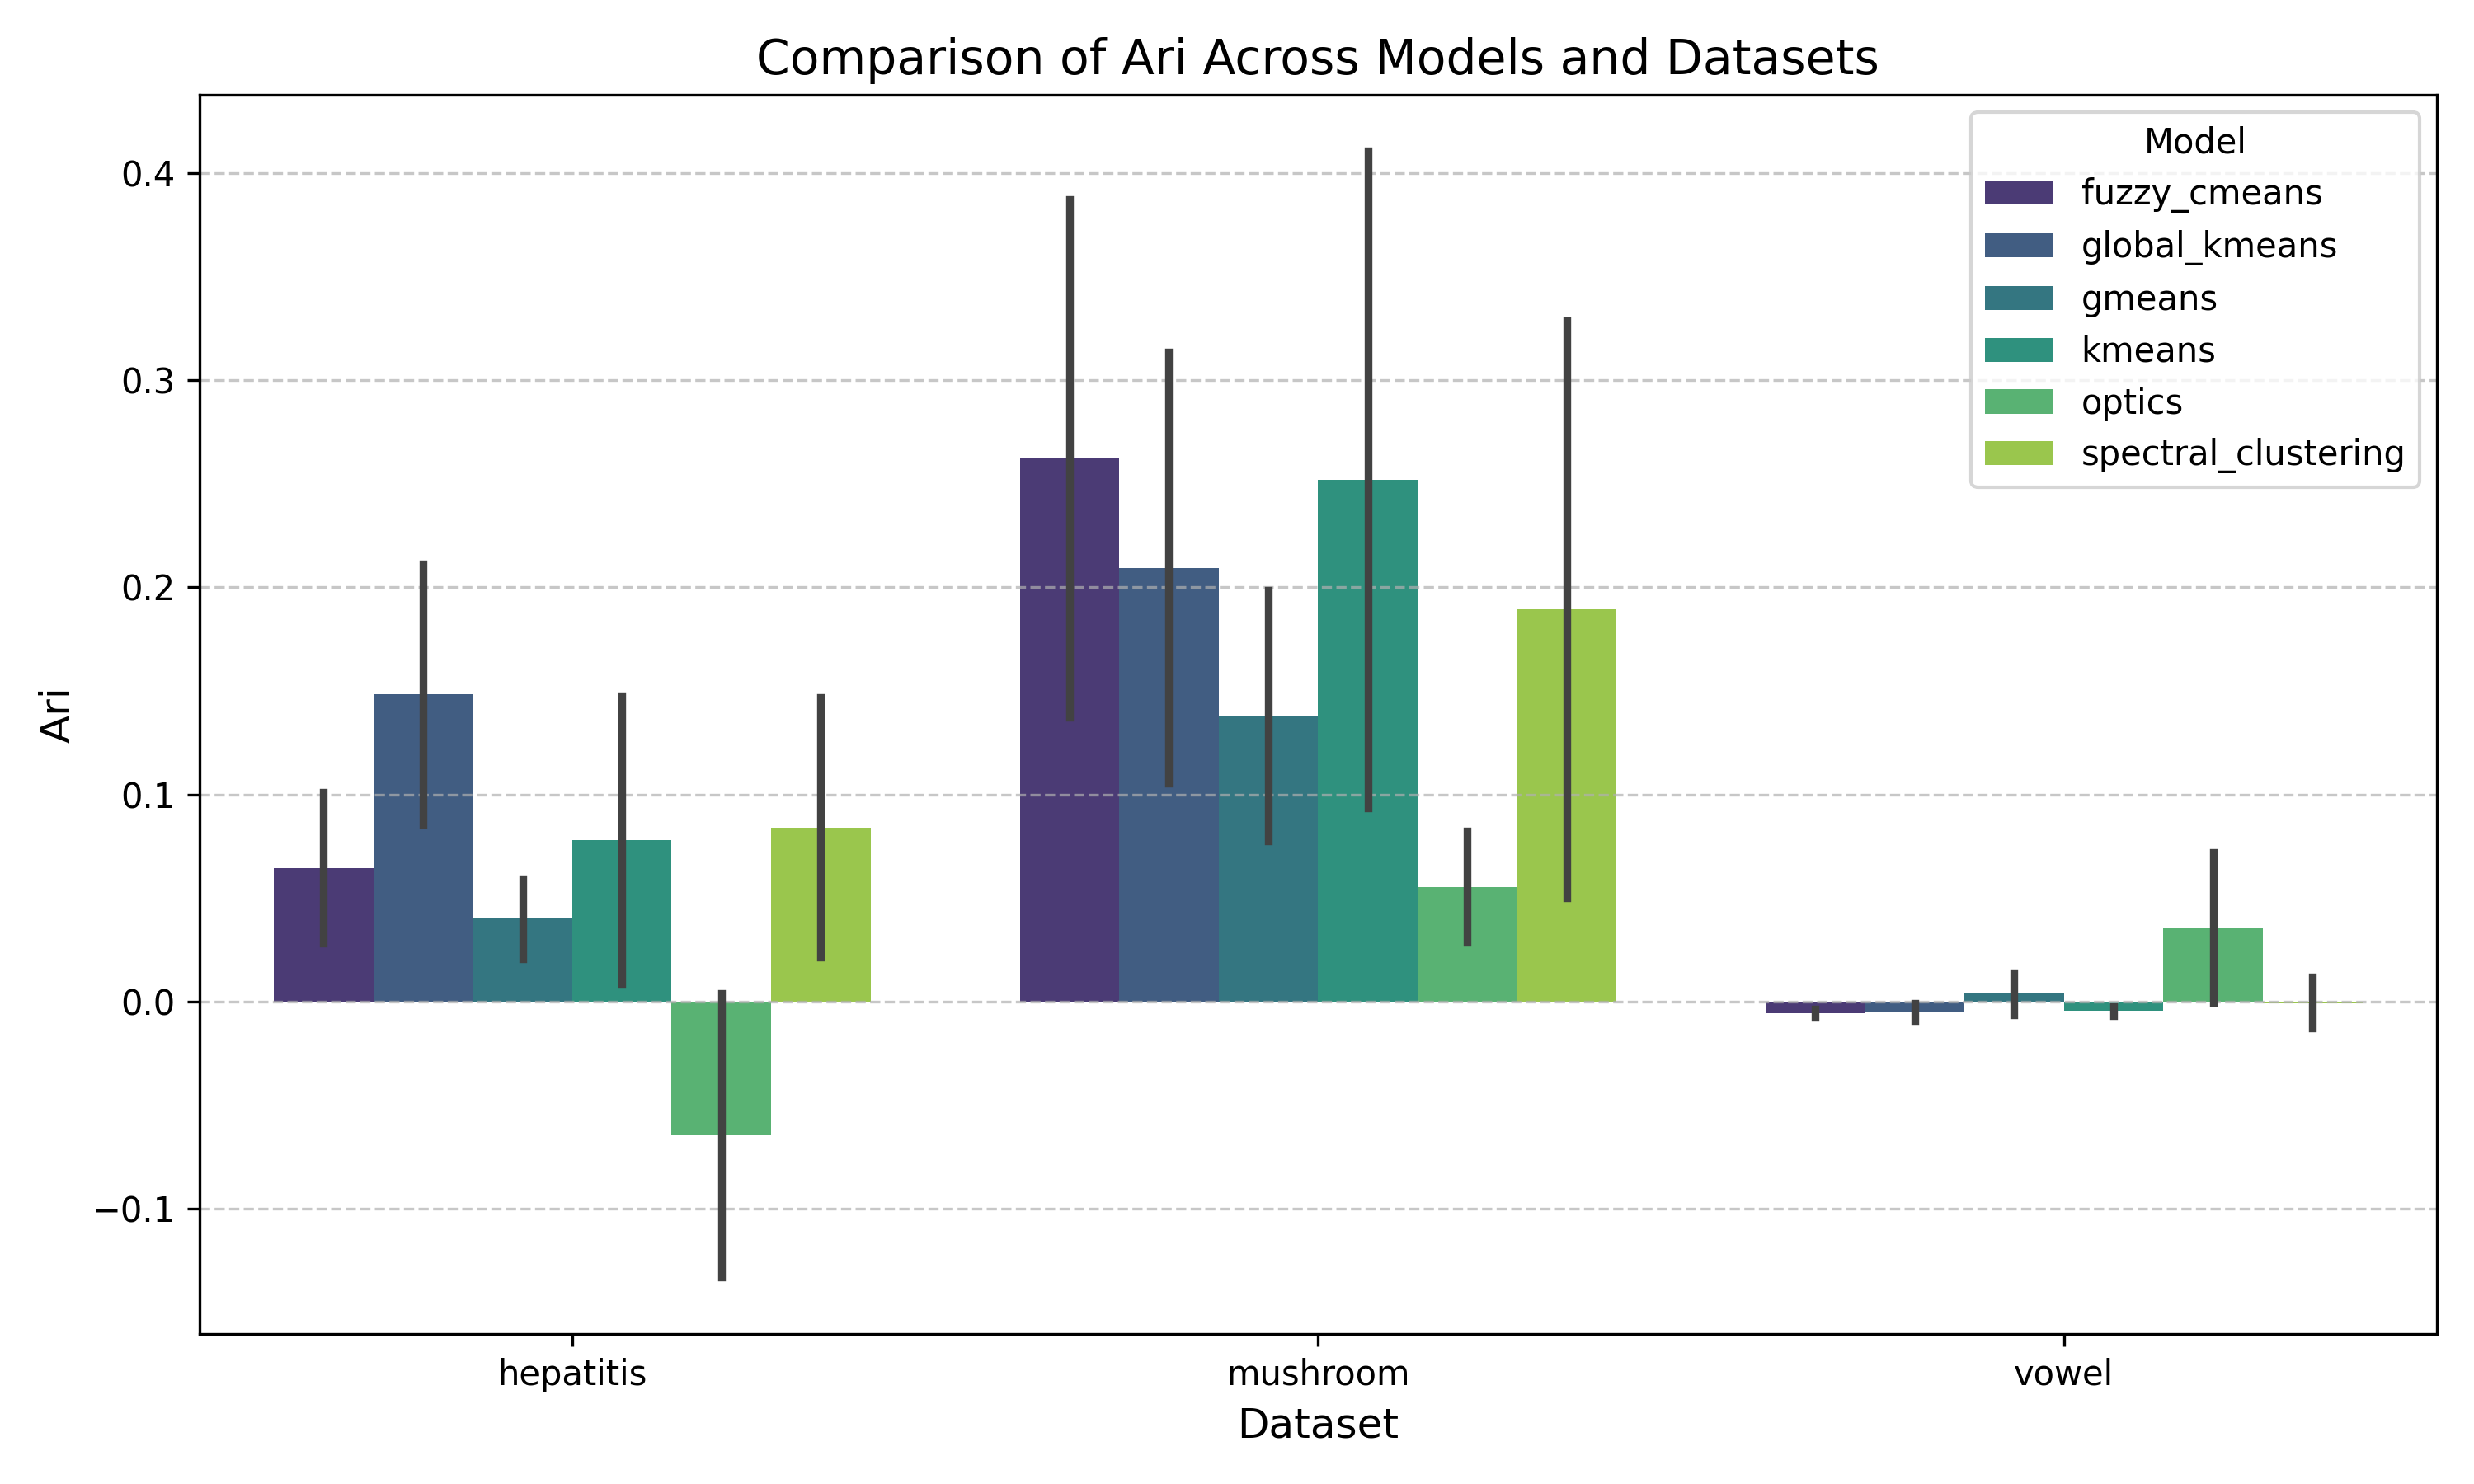 Comparison of Ari Across Models and Datasets
Model
fuzzy_cmeans
global_kmeans
gmeans
kmeans
optics
spectral_clustering
Ari
0.4
0.3
0.2
0.1
0.0
−0.1
hepatitis
mushroom
vowel
Dataset